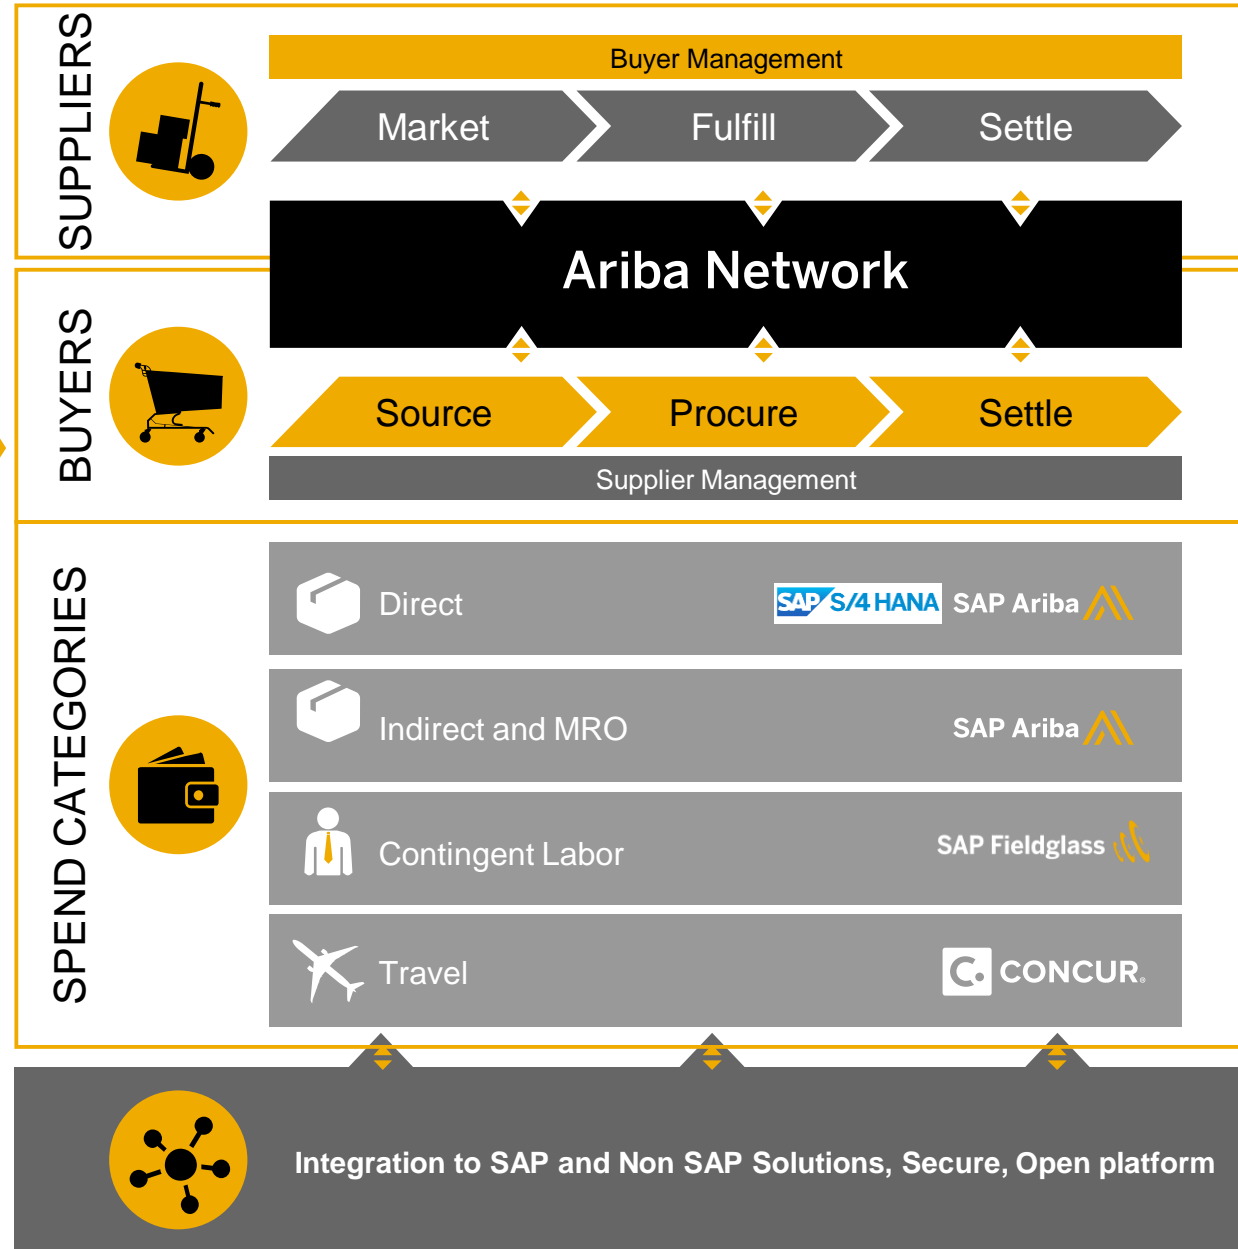 SUPPLIERS
Buyer Management
Market
Fulfill
Settle
Ariba Network
BUYERS
Source
Procure
Settle
Supplier Management
SPEND CATEGORIES
Direct
SAP S/4 HANA
SAP Ariba
Indirect and MRO
SAP Ariba
Contingent Labor
SAP Fieldglass
Travel
C. CONCUR®
Integration to SAP and Non SAP Solutions, Secure, Open platform